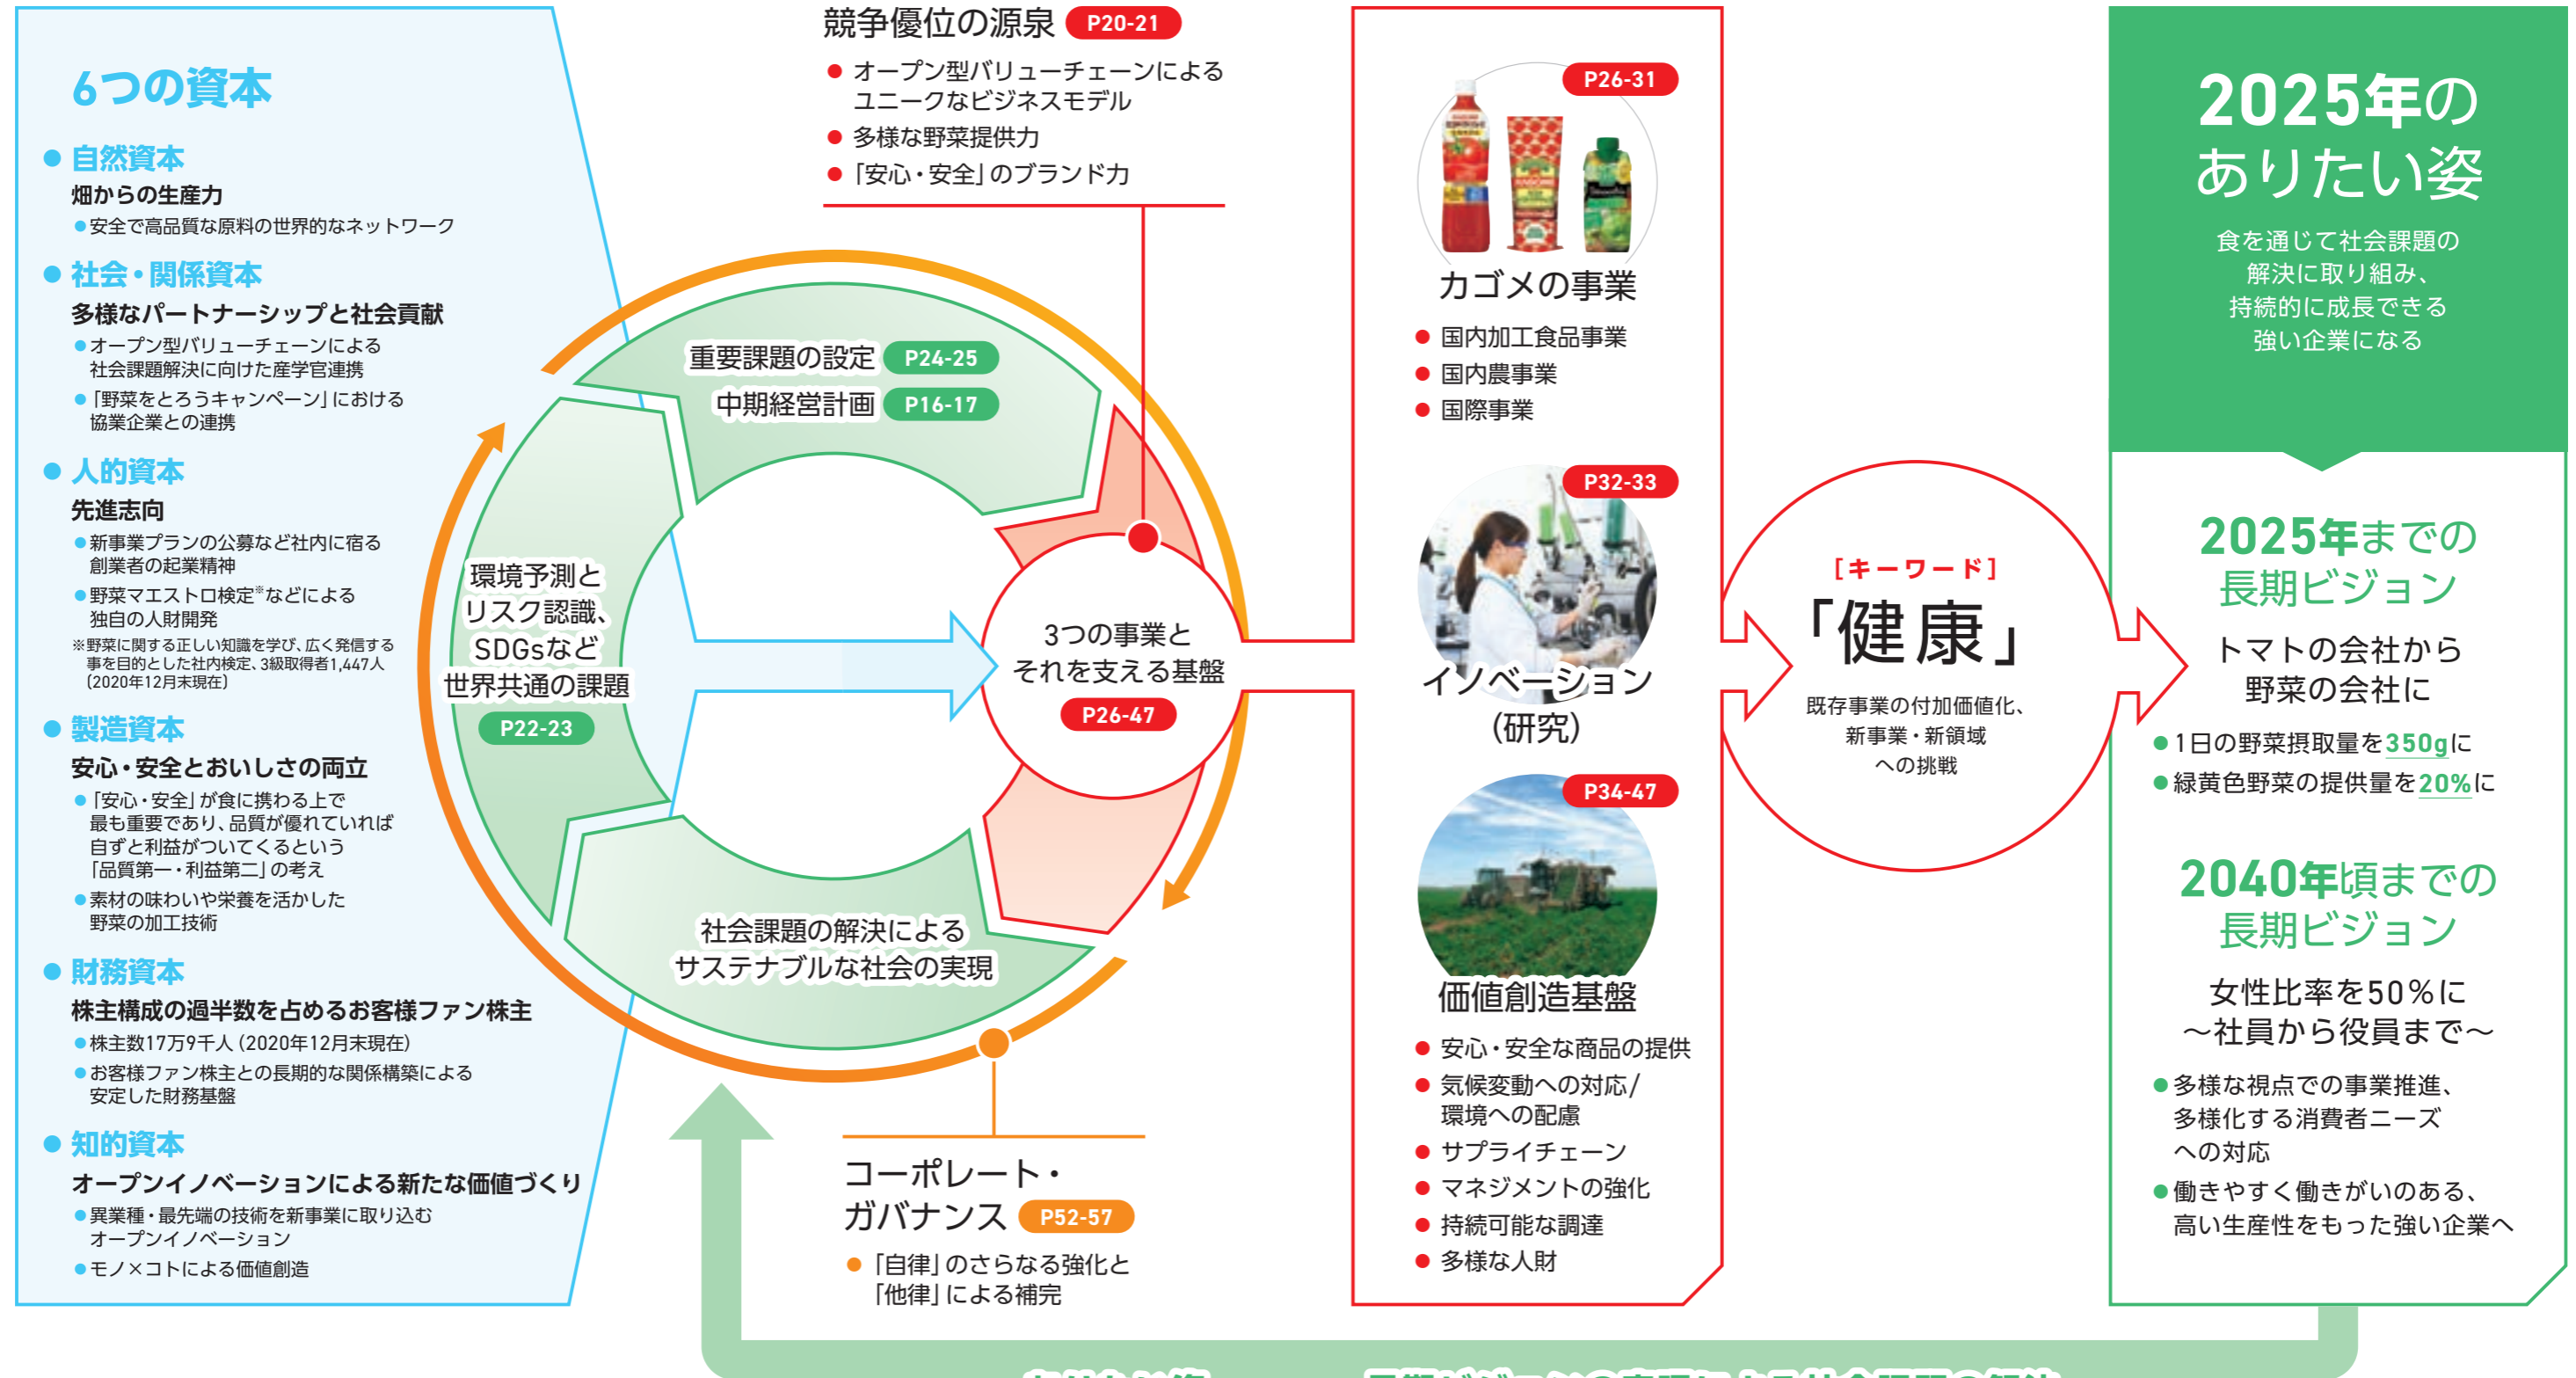 6つの資本
自然資本
畑からの生産力
安全で高品質な原料の世界的なネットワーク
社会・関係資本
多様なパートナーシップと社会貢献
オープン型バリューチェーンによる
社会課題解決に向けた産学官連携
「野菜をとろうキャンペーン」における
協業企業との連携
人的資本
先進志向
新事業プランの公募など社内に宿る
創業者の起業精神
野菜マエストロ検定※などによる
独自の人財開発
※野菜に関する正しい知識を学び、広く発信する
事を目的とした社内検定、3級取得者1,447人
(2020年12月末現在)
製造資本
安心・安全とおいしさの両立
「安心・安全」が食に携わる上で
最も重要であり、品質が優れていれば
自ずと利益がついてくるという
「品質第一・利益第二」の考え
素材の味わいや栄養を活かした
野菜の加工技術
財務資本
株主構成の過半数を占めるお客様ファン株主
株主数17万9千人(2020年12月末現在)
お客様ファン株主との長期的な関係構築による
安定した財務基盤
知的資本
オープンイノベーションによる新たな価値づくり
異業種・最先端の技術を新事業に取り込む
オープンイノベーション
モノ×コトによる価値創造
競争優位の源泉 P20-21
オープン型バリューチェーンによる
ユニークなビジネスモデル
多様な野菜提供力
「安心・安全」のブランド力
重要課題の設定 P24-25
中期経営計画 P16-17
環境予測と
リスク認識、
SDGsなど
世界共通の課題
P22-23
3つの事業と
それを支える基盤
P26-47
社会課題の解決による
サステナブルな社会の実現
コーポレート・
ガバナンス P52-57
「自律」のさらなる強化と
「他律」による補完
P26-31
カゴメの事業
国内加工食品事業
国内農事業
国際事業
P32-33
イノベーション
(研究)
P34-47
価値創造基盤
安心・安全な商品の提供
気候変動への対応/
環境への配慮
サプライチェーン
マネジメントの強化
持続可能な調達
多様な人財
[キーワード]
「健康」
既存事業の付加価値化、
新事業・新領域
への挑戦
2025年の
ありたい姿
食を通じて社会課題の
解決に取り組み、
持続的に成長できる
強い企業になる
2025年までの
長期ビジョン
トマトの会社から
野菜の会社に
1日の野菜摂取量を350gに
緑黄色野菜の提供量を20%に
2040年頃までの
長期ビジョン
女性比率を50%に
～社員から役員まで～
多様な視点での事業推進、
多様化する消費者ニーズ
への対応
働きやすく働きがいのある、
高い生産性をもった強い企業へ